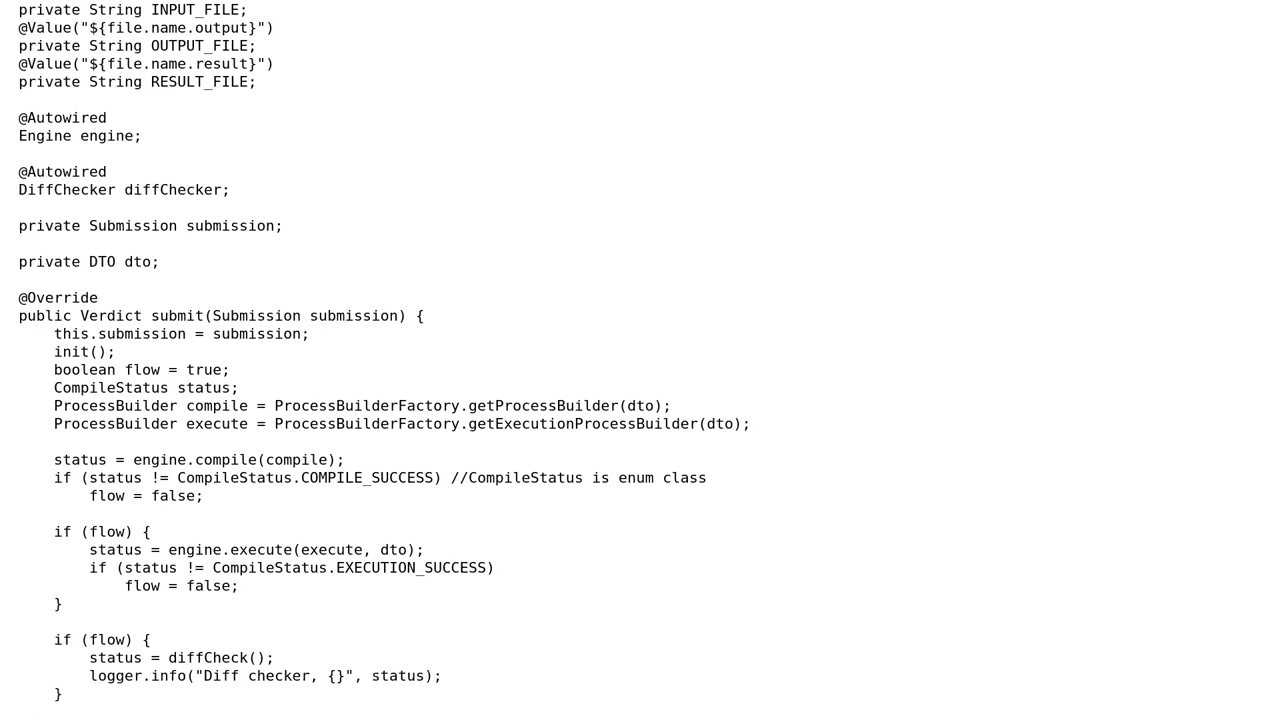 private String INPUT_FILE;
@Value("${file.name.output}")
private String OUTPUT_FILE;
@Value("${file.name.result}")
private String RESULT_FILE;

@Autowired
Engine engine;

@Autowired
DiffChecker diffChecker;

private Submission submission;

private DTO dto;

@Override
public Verdict submit(Submission submission) {
    this.submission = submission;
    init();
    boolean flow = true;
    CompileStatus status;
    ProcessBuilder compile = ProcessBuilderFactory.getProcessBuilder(dto);
    ProcessBuilder execute = ProcessBuilderFactory.getExecutionProcessBuilder(dto);

    status = engine.compile(compile);
    if (status != CompileStatus.COMPILE_SUCCESS) //CompileStatus is enum class
        flow = false;

    if (flow) {
        status = engine.execute(execute, dto);
        if (status != CompileStatus.EXECUTION_SUCCESS)
            flow = false;
    }

    if (flow) {
        status = diffCheck();
        logger.info("Diff checker, {}", status);
    }